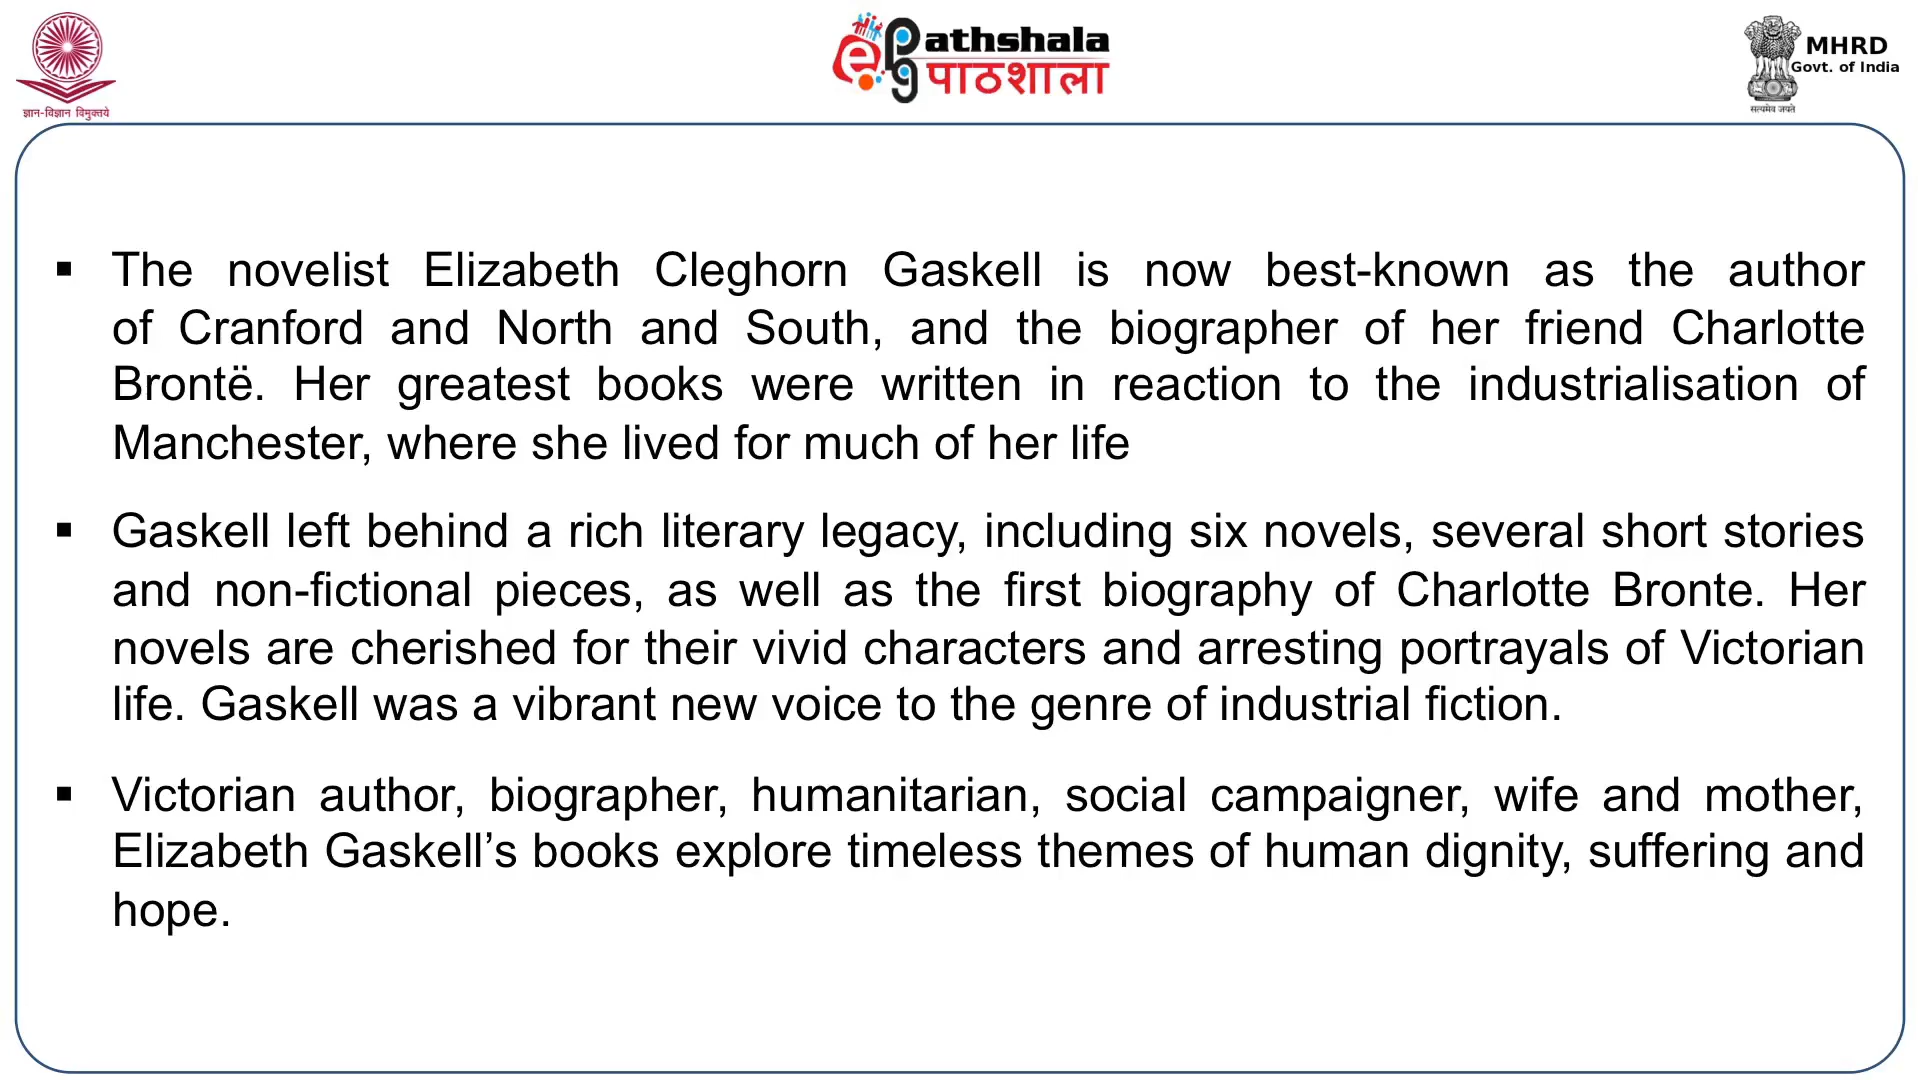 ज्ञान-विज्ञान विमुक्तये
e PG Pathshala
पाठशाला
MHRD
Govt. of India
सत्यमेव जयते
▪ The novelist Elizabeth Cleghorn Gaskell is now best-known as the author
of Cranford and North and South, and the biographer of her friend Charlotte
Brontë. Her greatest books were written in reaction to the industrialisation of
Manchester, where she lived for much of her life
▪ Gaskell left behind a rich literary legacy, including six novels, several short stories
and non-fictional pieces, as well as the first biography of Charlotte Bronte. Her
novels are cherished for their vivid characters and arresting portrayals of Victorian
life. Gaskell was a vibrant new voice to the genre of industrial fiction.
▪ Victorian author, biographer, humanitarian, social campaigner, wife and mother,
Elizabeth Gaskell’s books explore timeless themes of human dignity, suffering and
hope.